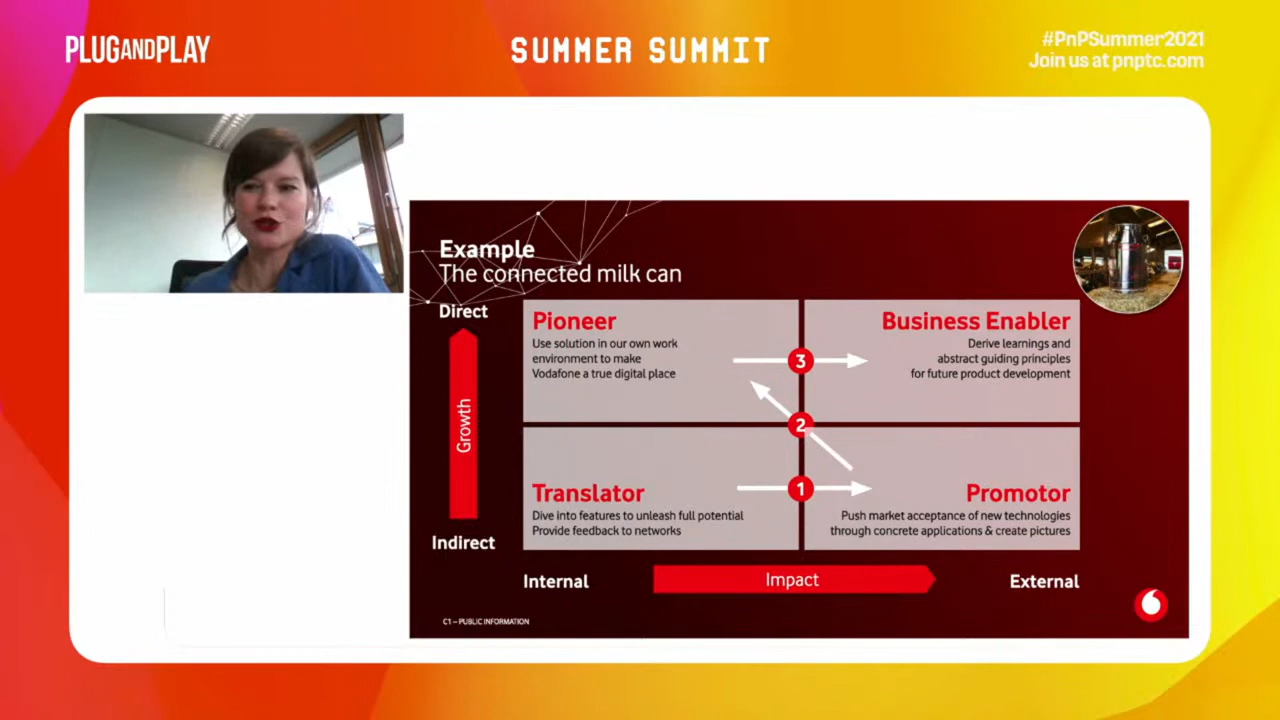 PLUGANDPLAY
SUMMER SUMMIT
#PnPSummer2021
Join us at pnptc.com
Example
The connected milk can
Direct
Growth
Indirect
Pioneer
Use solution in our own work
environment to make
Vodafone a true digital place
Business Enabler
Derive learnings and
abstract guiding principles
for future product development
3
2
1
Translator
Dive into features to unleash full potential
Provide feedback to networks
Promotor
Push market acceptance of new technologies
through concrete applications & create pictures
Internal
Impact
External
C1 – PUBLIC INFORMATION